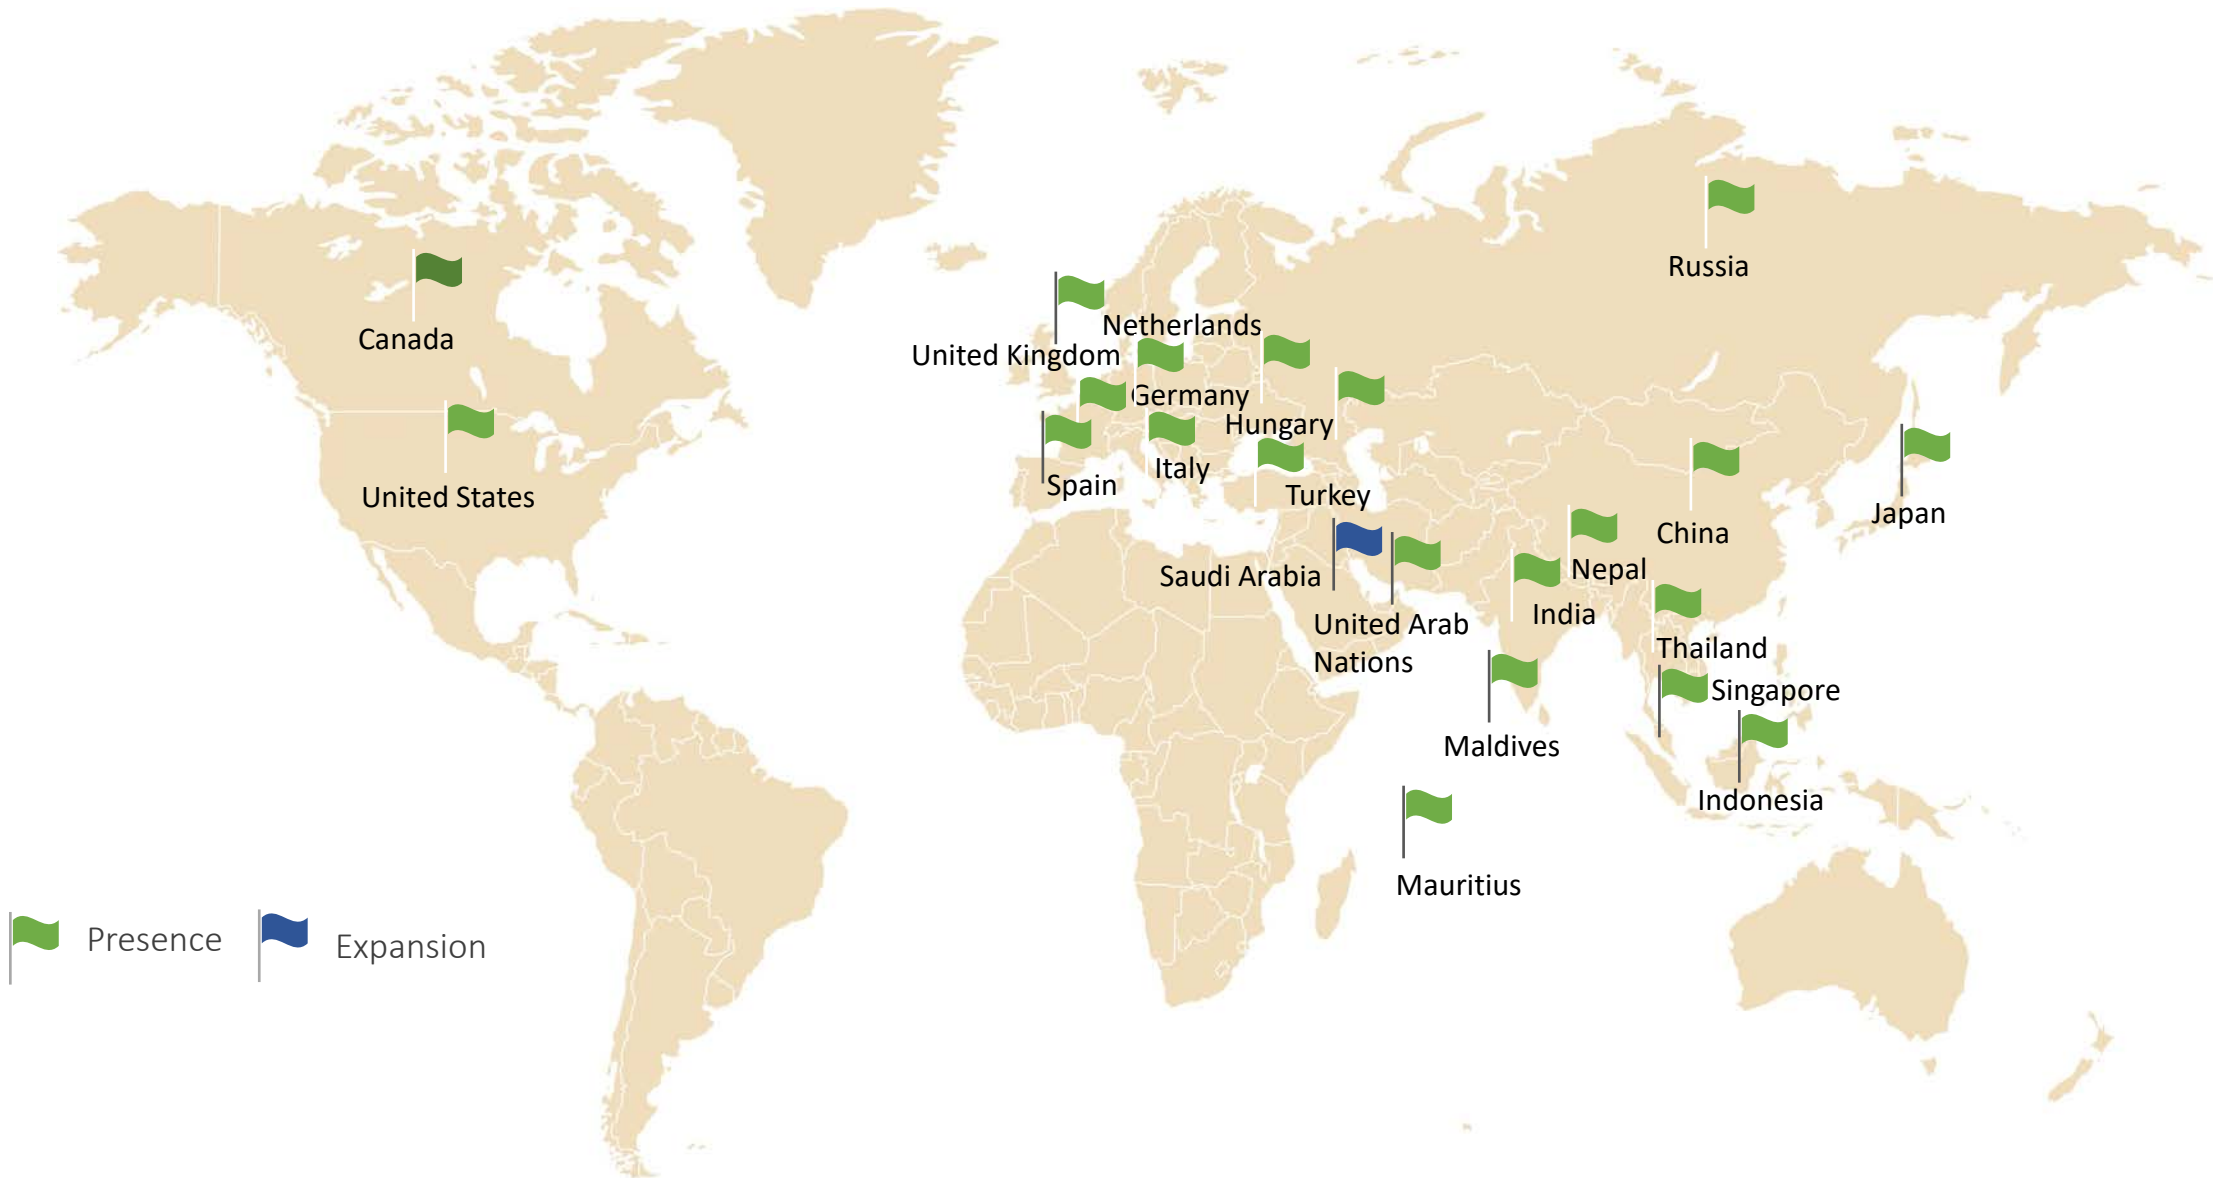 Russia
Canada
Netherlands
United Kingdom
Germany
Hungary
Italy
Spain
Turkey
United States
China
Japan
Nepal
Saudi Arabia
India
United Arab
Nations
Thailand
Singapore
Maldives
Indonesia
Mauritius
Presence
Expansion